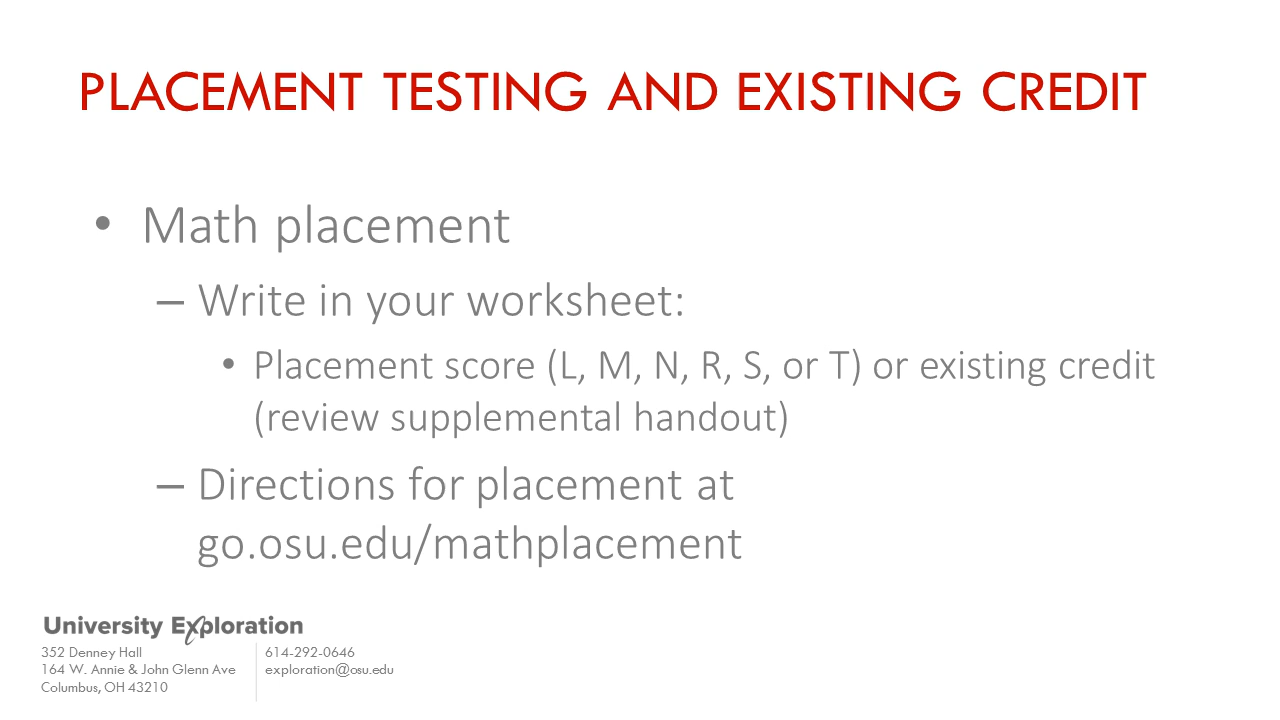 PLACEMENT TESTING AND EXISTING CREDIT
• Math placement
– Write in your worksheet:
• Placement score (L, M, N, R, S, or T) or existing credit
(review supplemental handout)
– Directions for placement at
go.osu.edu/mathplacement
University Exploration
352 Denney Hall
164 W. Annie & John Glenn Ave
Columbus, OH 43210
614-292-0646
exploration@osu.edu